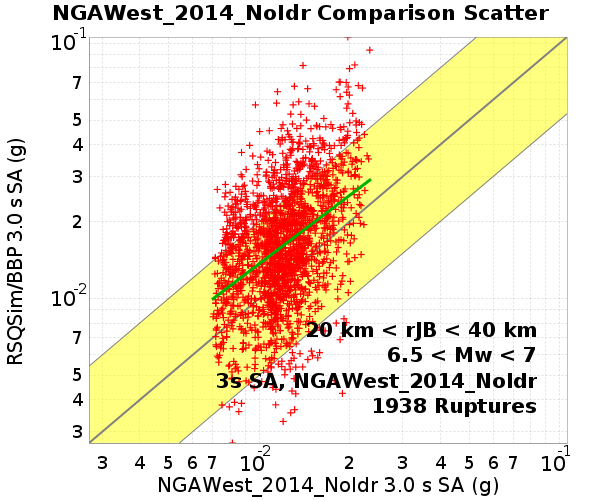 NGAWest_2014_NoIdr Comparison Scatter
10-1
7
5
4
3
2
10-2
7
5
4
3
RSQSim/BBP 3.0 s SA (g)
20 km < rJB < 40 km
6.5 < Mw < 7
3s SA, NGAWest_2014_NoIdr
1938 Ruptures
3 4 5 6 7 10-2 2 3 4 5 6 7 10-1
NGAWest_2014_NoIdr 3.0 s SA (g)